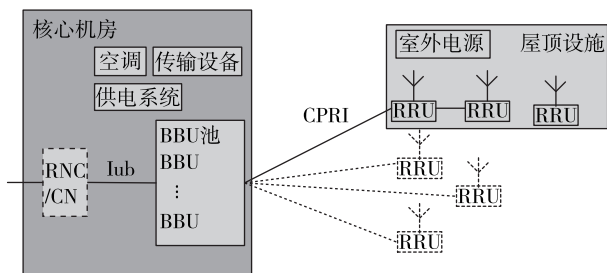 核心机房
空调 传输设备
供电系统
BBU池
BBU
⋮
BBU
RNC
/CN
Iub
CPRI
室外电源 屋顶设施
RRU RRU RRU
RRU
RRU
RRU